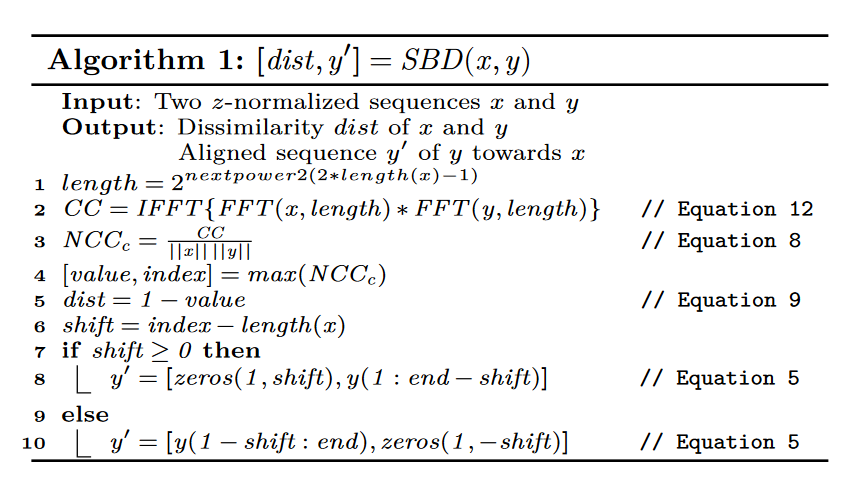 Algorithm 1: [dist, y′] = SBD(x, y)
Input: Two z-normalized sequences x and y
Output: Dissimilarity dist of x and y
Aligned sequence y′ of y towards x
1 length = 2^{nextpower2(2∗length(x)−1)}
2 CC = IFFT{FFT(x, length) ∗ FFT(y, length)} // Equation 12
3 NCC_c = \frac{CC}{||x|| ||y||} // Equation 8
4 [value, index] = max(NCC_c)
5 dist = 1 − value // Equation 9
6 shift = index − length(x)
7 if shift ≥ 0 then
8 y′ = [zeros(1, shift), y(1 : end − shift)] // Equation 5
9 else
10 y′ = [y(1 − shift : end), zeros(1, −shift)] // Equation 5